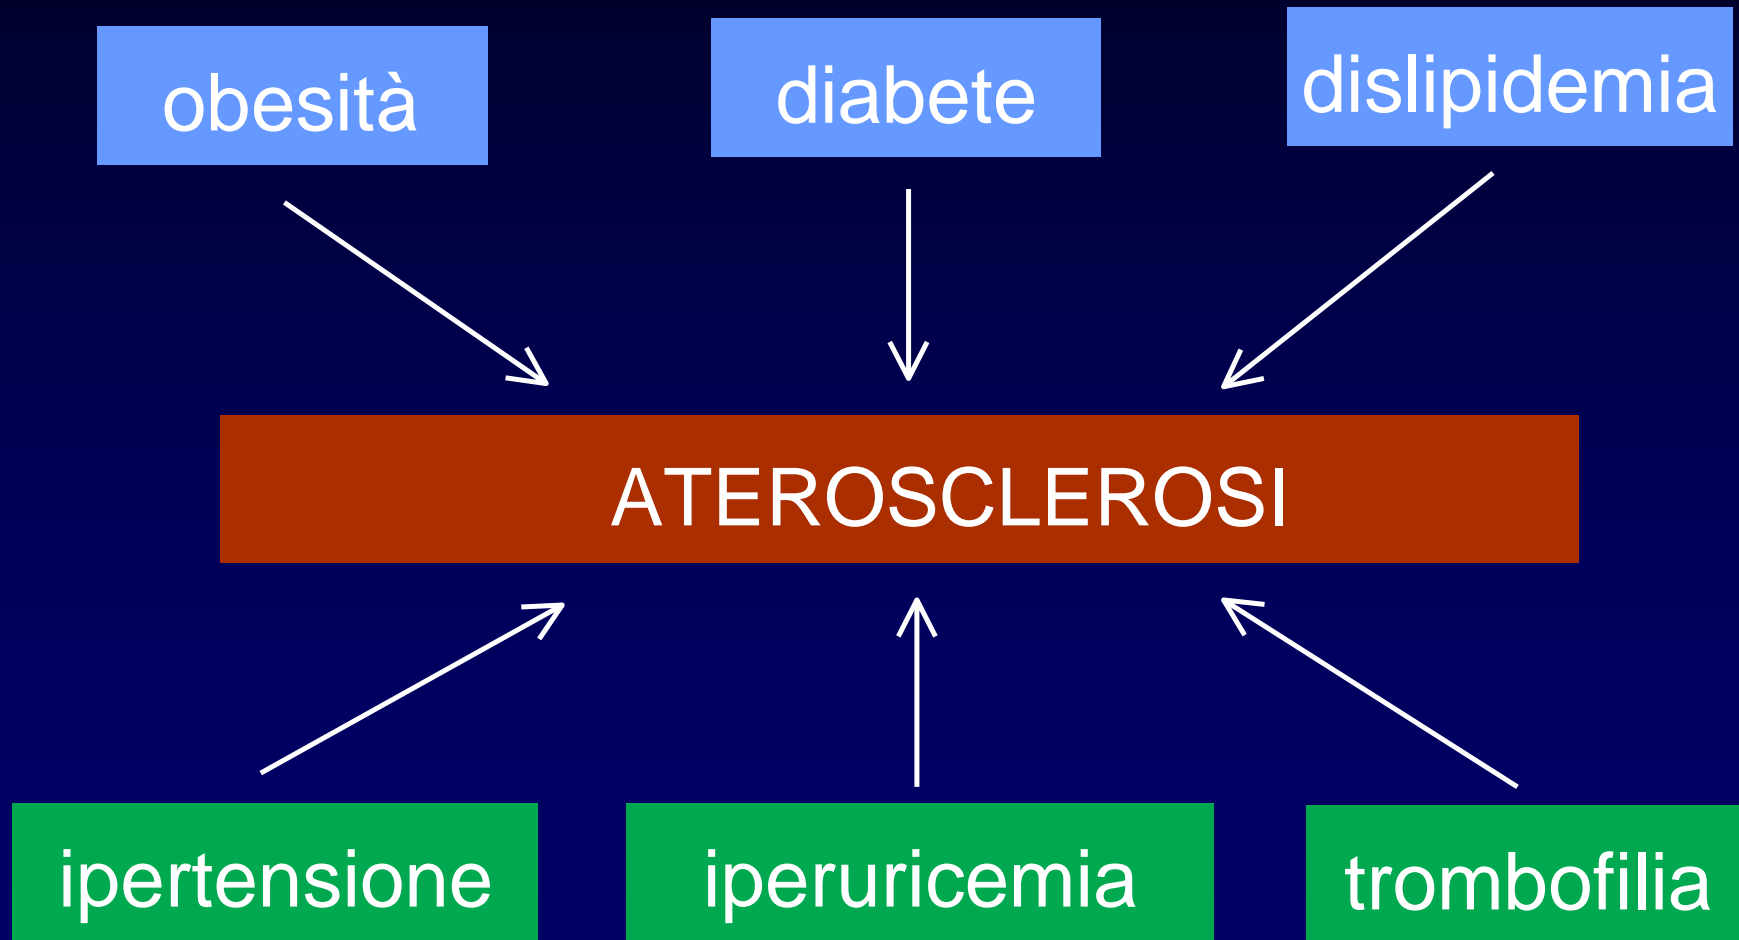 obesità
diabete
dislipidemia
ATEROSCLEROSI
ipertensione
iperuricemia
trombofilia